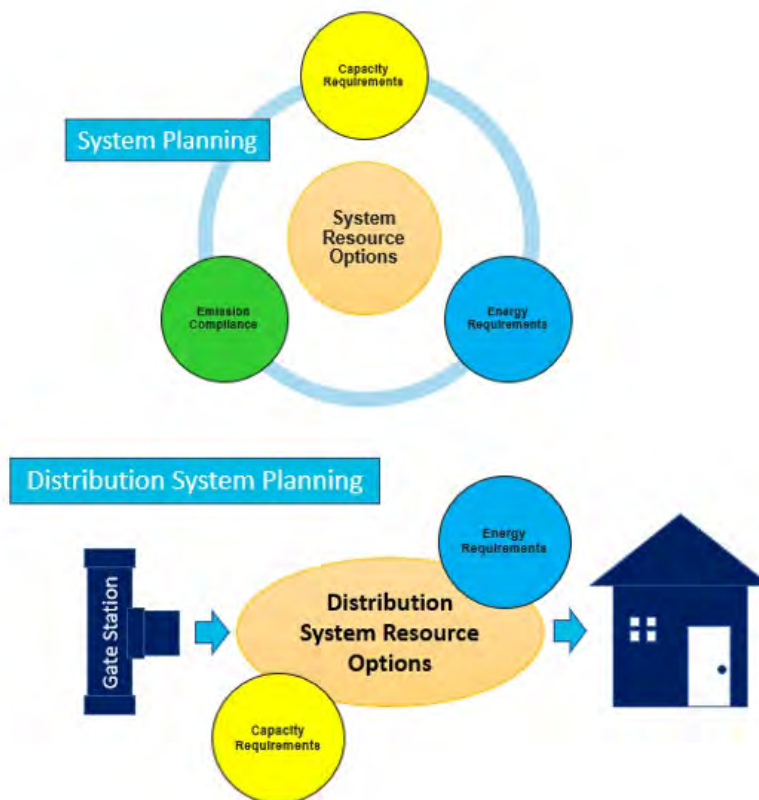 Capacity
Requirements
System Planning
System
Resource
Options
Emission
Compliance
Energy
Requirements
Distribution System Planning
Energy
Requirements
Gate Station
Distribution
System Resource
Options
Capacity
Requirements